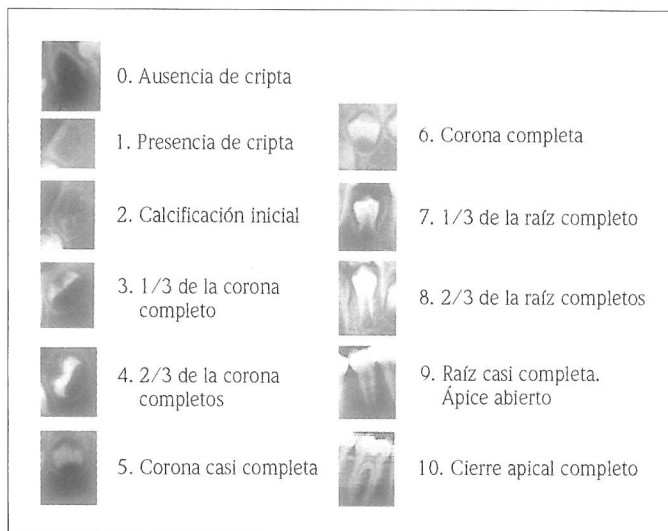 0. Ausencia de cripta
1. Presencia de cripta
2. Calcificación inicial
3. 1/3 de la corona
completo
4. 2/3 de la corona
completos
5. Corona casi completa
6. Corona completa
7. 1/3 de la raíz completo
8. 2/3 de la raíz completos
9. Raíz casi completa.
Ápice abierto
10. Cierre apical completo